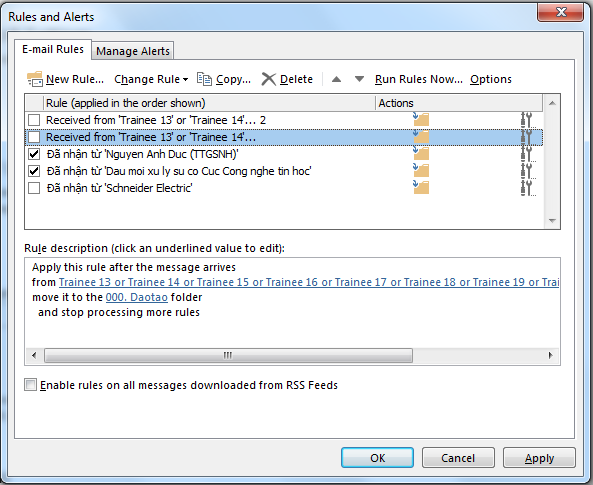 Rules and Alerts
E-mail Rules Manage Alerts
New Rule... Change Rule Copy... Delete Run Rules Now... Options
Rule (applied in the order shown) Actions
Received from 'Trainee 13' or 'Trainee 14'... 2
Received from 'Trainee 13' or 'Trainee 14'...
Đã nhận từ 'Nguyen Anh Duc (TTGSNH)'
Đã nhận từ 'Dau moi xu ly su co Cuc Cong nghe tin hoc'
Đã nhận từ 'Schneider Electric'
Rule description (click an underlined value to edit):
Apply this rule after the message arrives
from Trainee 13 or Trainee 14 or Trainee 15 or Trainee 16 or Trainee 17 or Trainee 18 or Trainee 19 or Trai
move it to the 000. Daotao folder
and stop processing more rules
Enable rules on all messages downloaded from RSS Feeds
OK Cancel Apply